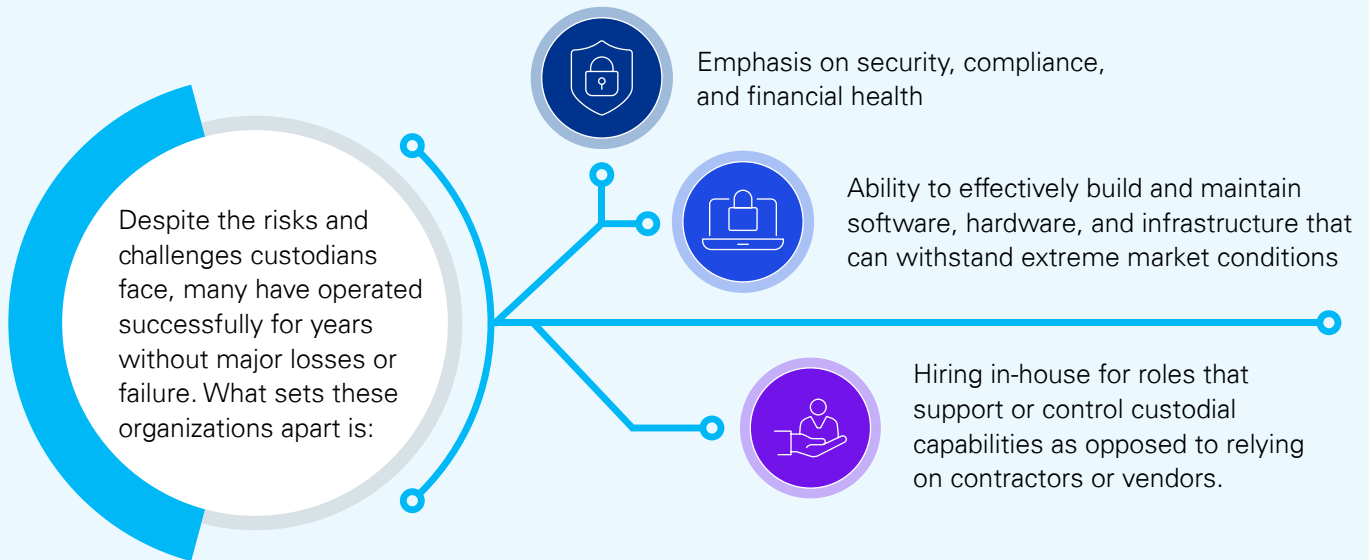 Despite the risks and
challenges custodians
face, many have operated
successfully for years
without major losses or
failure. What sets these
organizations apart is:
Emphasis on security, compliance,
and financial health
Ability to effectively build and maintain
software, hardware, and infrastructure that
can withstand extreme market conditions
Hiring in-house for roles that
support or control custodial
capabilities as opposed to relying
on contractors or vendors.